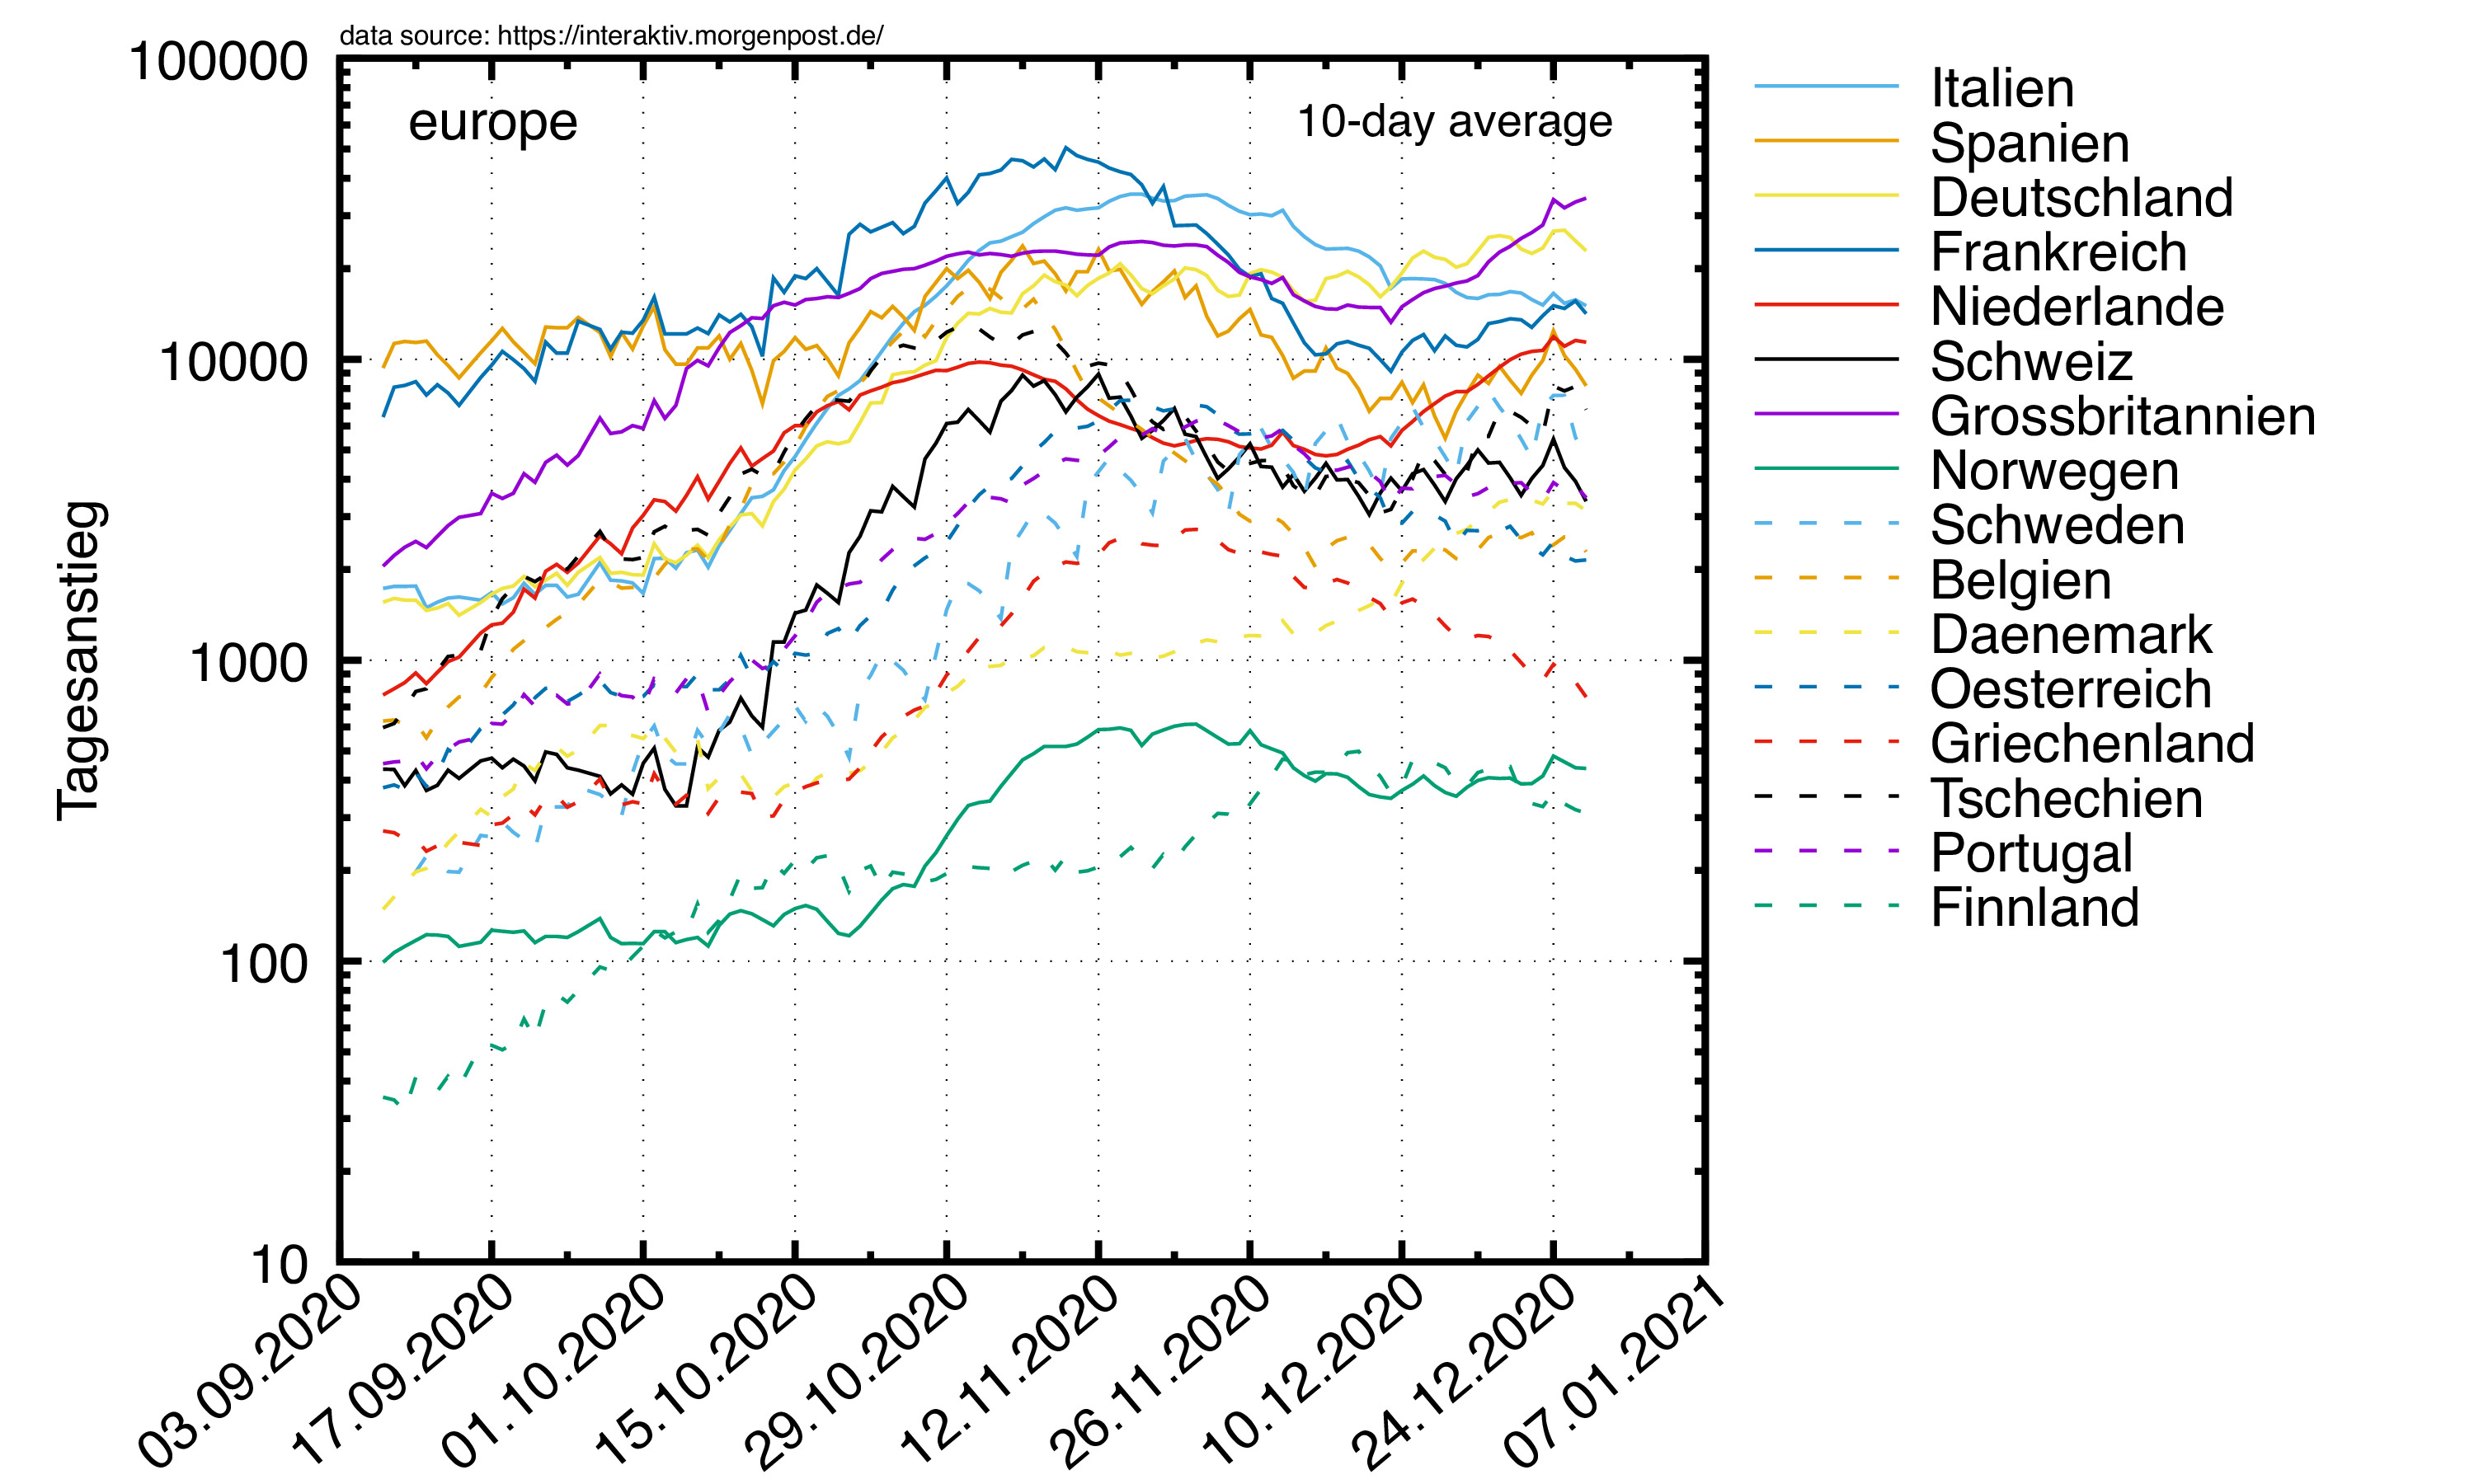 data source: https://interaktiv.morgenpost.de/
europe
10-day average
Tagesanstieg
100000
10000
1000
100
10
03.09.2020
17.09.2020
01.10.2020
15.10.2020
29.10.2020
12.11.2020
26.11.2020
10.12.2020
24.12.2020
07.01.2021
Italien
Spanien
Deutschland
Frankreich
Niederlande
Schweiz
Grossbritannien
Norwegen
Schweden
Belgien
Daenemark
Oesterreich
Griechenland
Tschechien
Portugal
Finnland